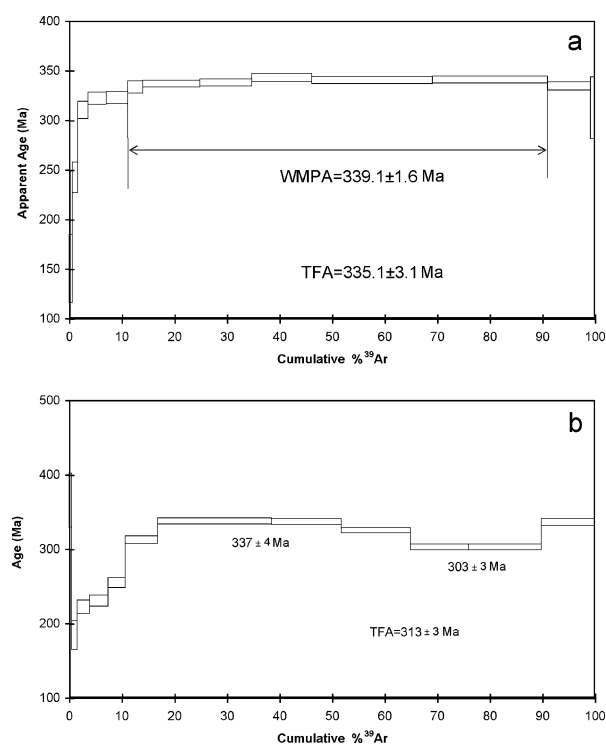 a
400
350
300
250
200
150
100
Apparent Age (Ma)
WMPA=339.1±1.6 Ma
TFA=335.1±3.1 Ma
0 10 20 30 40 50 60 70 80 90 100
Cumulative %³⁹Ar
b
500
400
300
200
100
Age (Ma)
337 ± 4 Ma
303 ± 3 Ma
TFA=313 ± 3 Ma
0 10 20 30 40 50 60 70 80 90 100
Cumulative %³⁹Ar